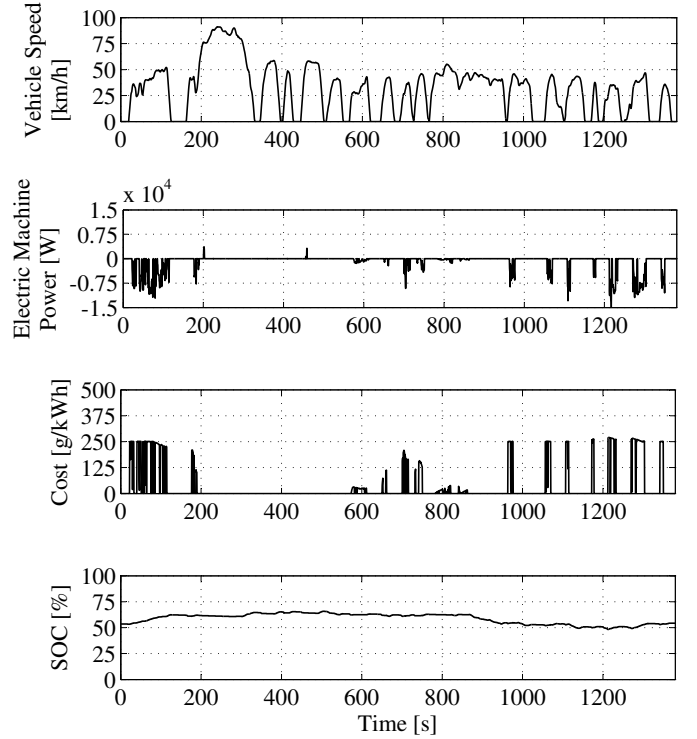 100
75
50
25
0
Vehicle Speed
[km/h]
0 200 400 600 800 1000 1200
x 10^4
1.5
0.75
0
-0.75
-1.5
Electric Machine
Power [W]
0 200 400 600 800 1000 1200
500
375
250
125
0
Cost [g/kWh]
0 200 400 600 800 1000 1200
100
75
50
25
0
SOC [%]
0 200 400 600 800 1000 1200
Time [s]